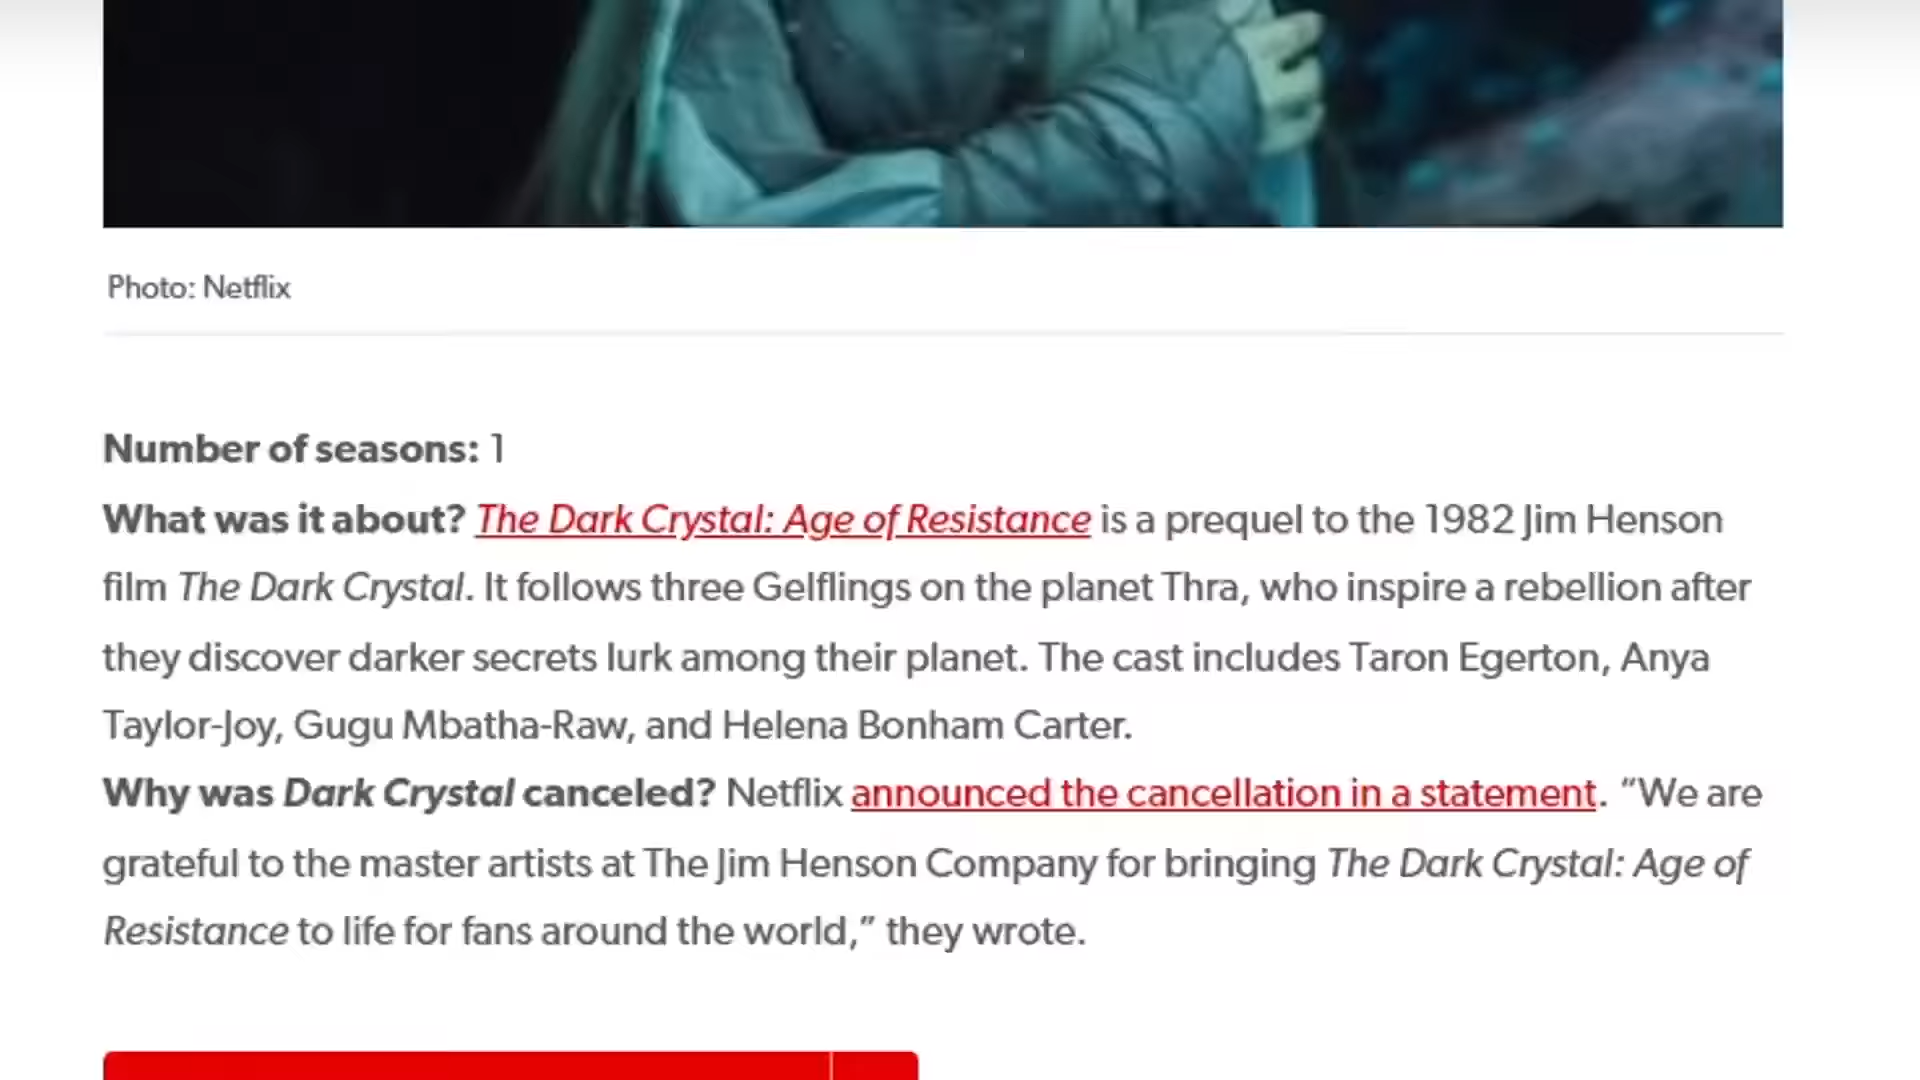 Photo: Netflix
Number of seasons: 1
What was it about? The Dark Crystal: Age of Resistance is a prequel to the 1982 Jim Henson
film The Dark Crystal. It follows three Gelflings on the planet Thra, who inspire a rebellion after
they discover darker secrets lurk among their planet. The cast includes Taron Egerton, Anya
Taylor-Joy, Gugu Mbatha-Raw, and Helena Bonham Carter.
Why was Dark Crystal canceled? Netflix announced the cancellation in a statement. “We are
grateful to the master artists at The Jim Henson Company for bringing The Dark Crystal: Age of
Resistance to life for fans around the world,” they wrote.